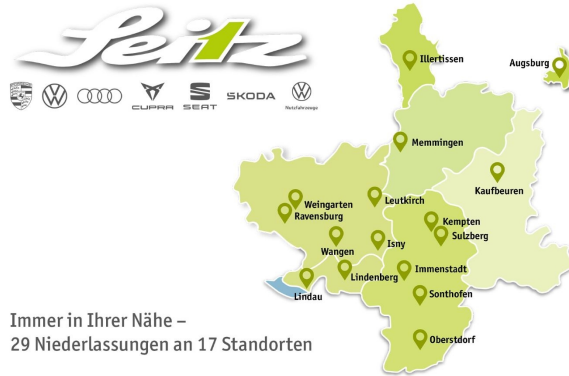 Seitz
CUPRA
SEAT
SKODA
Nutzfahrzeuge
Illertissen
Augsburg
Memmingen
Kaufbeuren
Leutkirch
Weingarten
Ravensburg
Kempten
Sulzberg
Wangen
Isny
Lindenberg
Immenstadt
Lindau
Sonthofen
Oberstdorf
Immer in Ihrer Nähe –
29 Niederlassungen an 17 Standorten